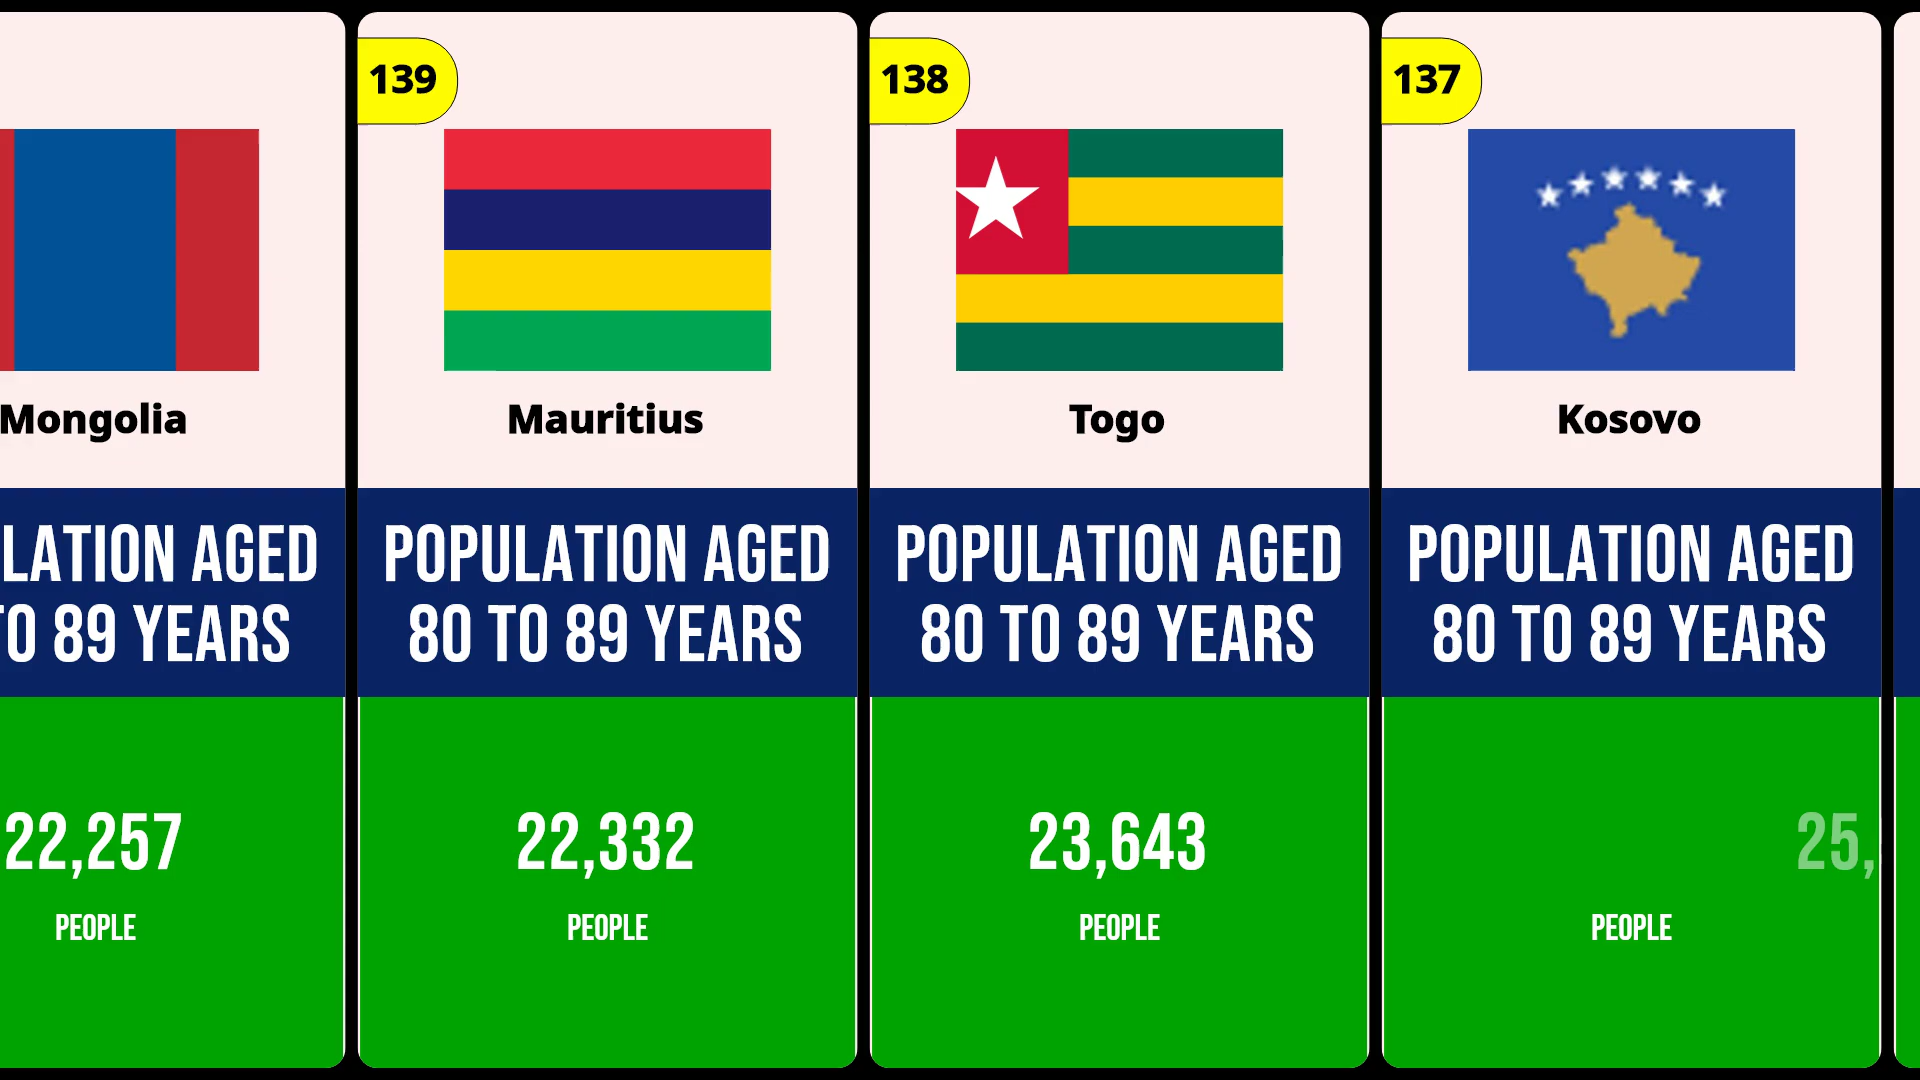 Mongolia
LATION AGED
TO 89 YEARS
22,257
PEOPLE
139
Mauritius
POPULATION AGED
80 TO 89 YEARS
22,332
PEOPLE
138
Togo
POPULATION AGED
80 TO 89 YEARS
23,643
PEOPLE
137
Kosovo
POPULATION AGED
80 TO 89 YEARS
25,
PEOPLE